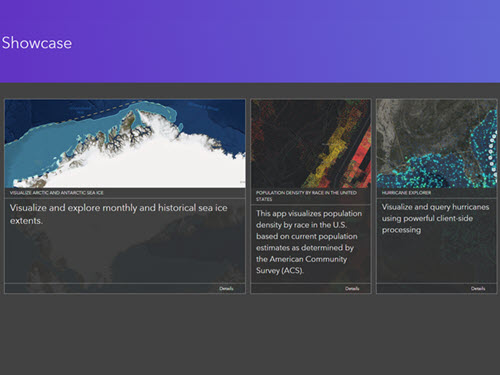 Showcase
VISUALIZE ARCTIC AND ANTARCTIC SEA ICE
Visualize and explore monthly and historical sea ice
extents.
Details
POPULATION DENSITY BY RACE IN THE UNITED
STATES
This app visualizes population
density by race in the U.S.
based on current population
estimates as determined by
the American Community
Survey (ACS).
Details
HURRICANE EXPLORER
Visualize and query hurricanes
using powerful client-side
processing
Details